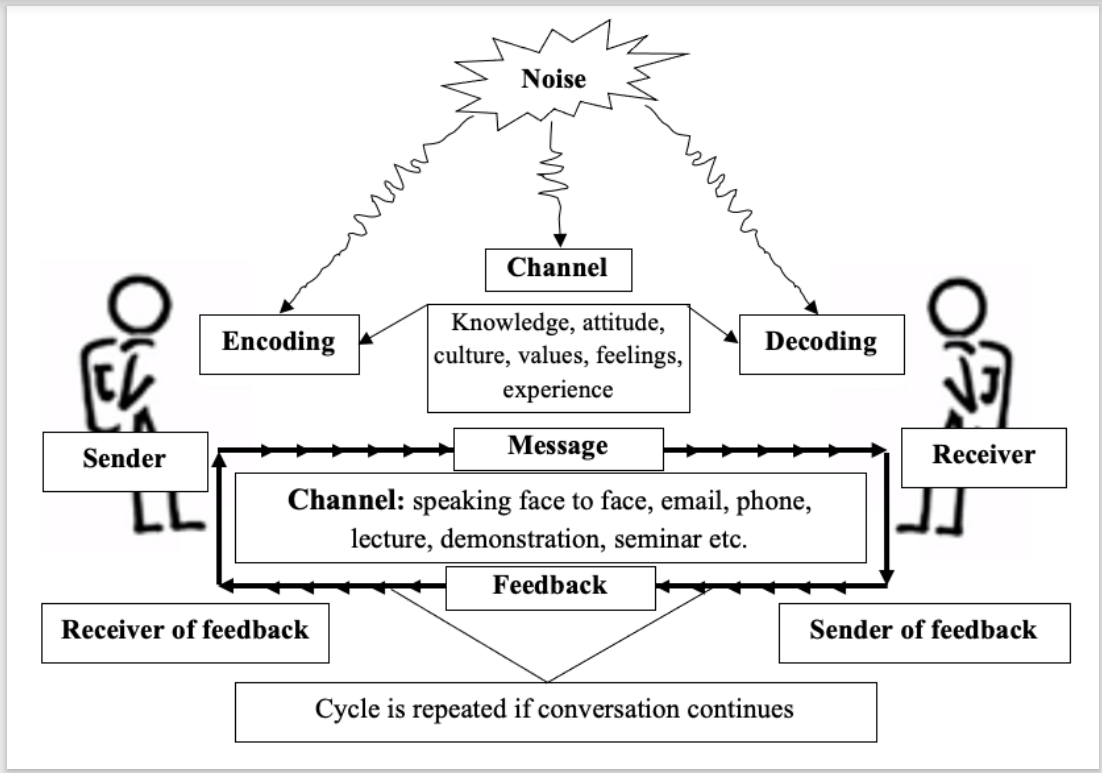 Noise
Channel
Encoding
Knowledge, attitude,
culture, values, feelings,
experience
Decoding
Sender
Message
Receiver
Channel: speaking face to face, email, phone,
lecture, demonstration, seminar etc.
Feedback
Receiver of feedback
Sender of feedback
Cycle is repeated if conversation continues